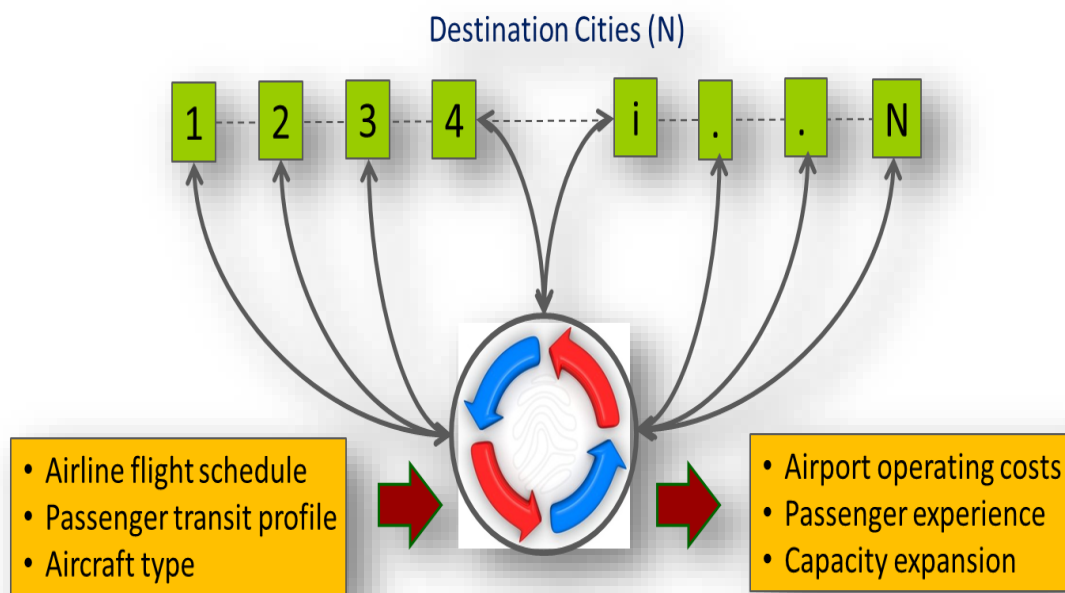 Destination Cities (N)
1 2 3 4 i . . N
• Airline flight schedule
• Passenger transit profile
• Aircraft type
• Airport operating costs
• Passenger experience
• Capacity expansion